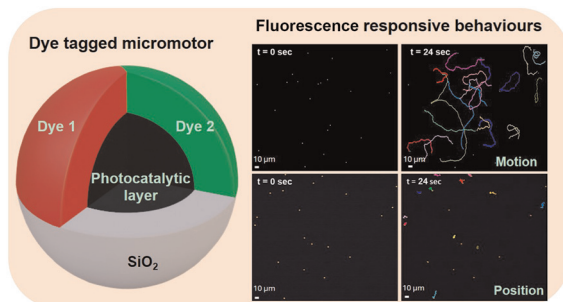 Dye tagged micromotor
Dye 1
Dye 2
Photocatalytic
layer
SiO₂
Fluorescence responsive behaviours
t = 0 sec
10 µm
t = 24 sec
10 µm
Motion
t = 0 sec
10 µm
t = 24 sec
10 µm
Position